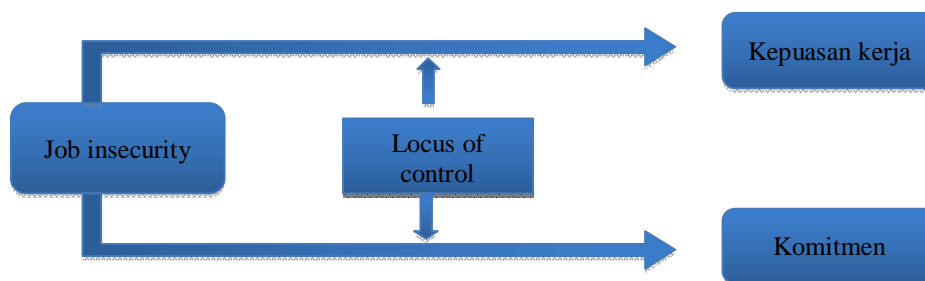 Kepuasan kerja
Job insecurity
Locus of
control
Komitmen